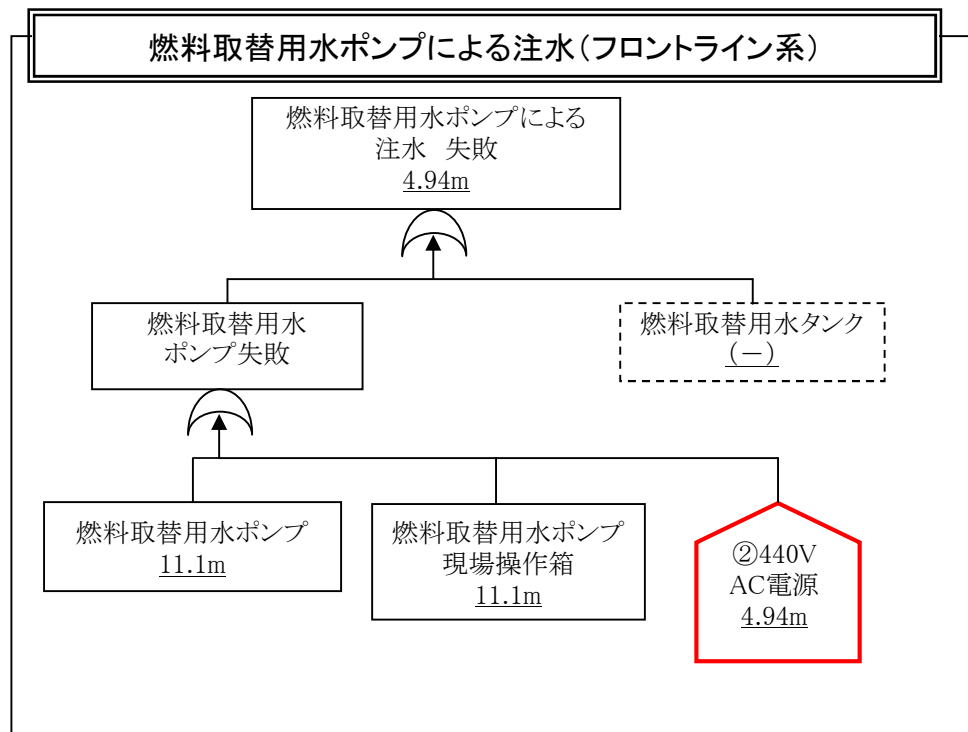 燃料取替用水ポンプによる注水(フロントライン系)
燃料取替用水ポンプによる
注水 失敗
4.94m
燃料取替用水
ポンプ失敗
燃料取替用水タンク
(-)
燃料取替用水ポンプ
11.1m
燃料取替用水ポンプ
現場操作箱
11.1m
②440V
AC電源
4.94m